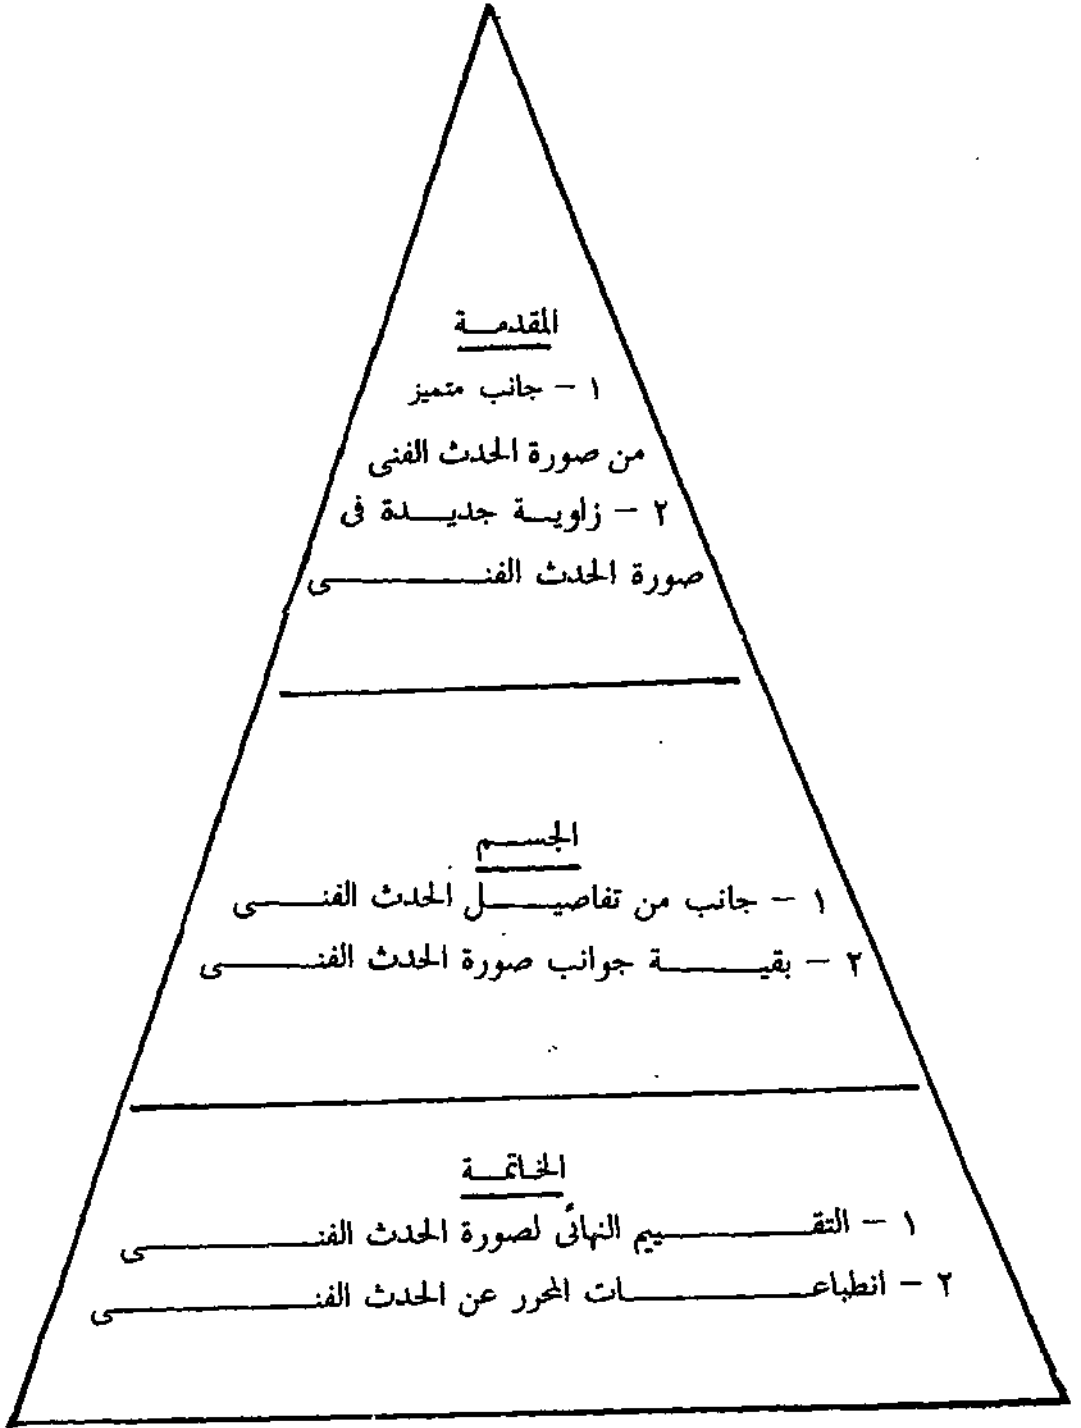 المقدمة
١ - جانب متميز
من صورة الحدث الفنى
٢ - زاوية جديدة فى
صورة الحدث الفنى
الجسم
١ - جانب من تفاصيل الحدث الفنى
٢ - بقية جوانب صورة الحدث الفنى
الخاتمة
١ - التقييم النهائى لصورة الحدث الفنى
٢ - انطباعات المحرر عن الحدث الفنى